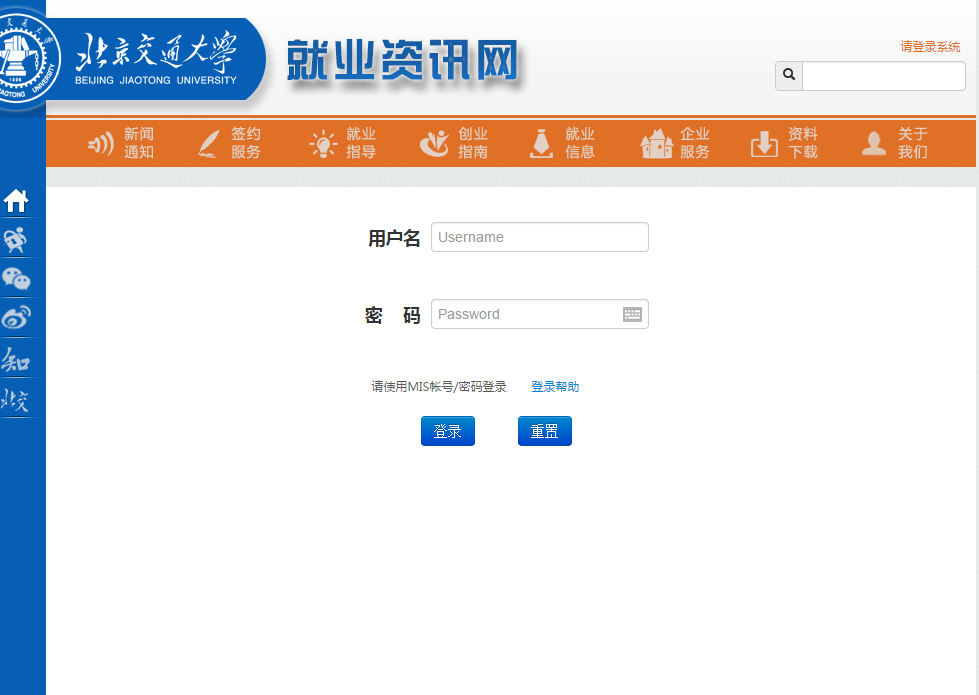 北京交通大学
BEIJING JIAOTONG UNIVERSITY
就业资讯网
请登录系统
新闻
通知
签约
服务
就业
指导
创业
指南
就业
信息
企业
服务
资料
下载
关于
我们
知
北交
用户名 Username
密 码 Password
请使用MIS帐号/密码登录 登录帮助
登录 重置